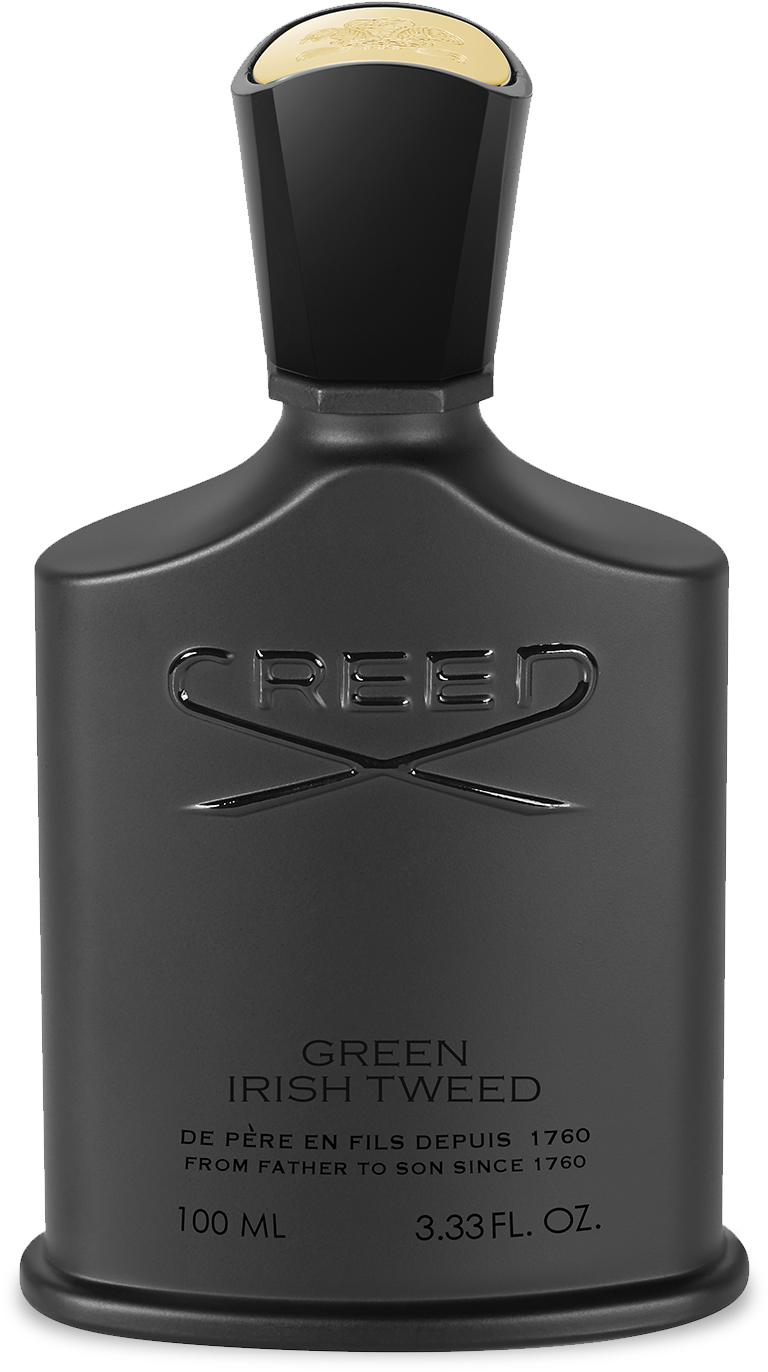 CREED
GREEN
IRISH TWEED
DE PÈRE EN FILS DEPUIS 1760
FROM FATHER TO SON SINCE 1760
100 ML 3.33 FL. OZ.